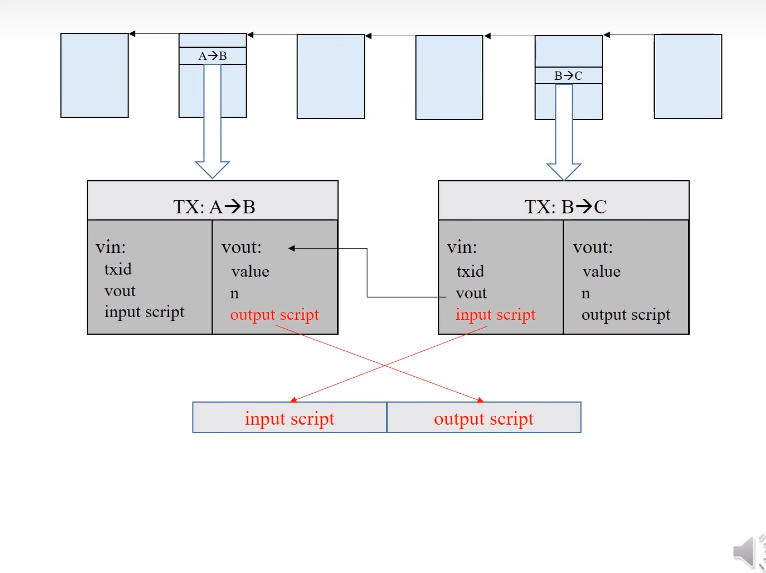 A→B
B→C
TX: A→B
vin:
txid
vout
input script
vout:
value
n
output script
TX: B→C
vin:
txid
vout
input script
vout:
value
n
output script
input script
output script